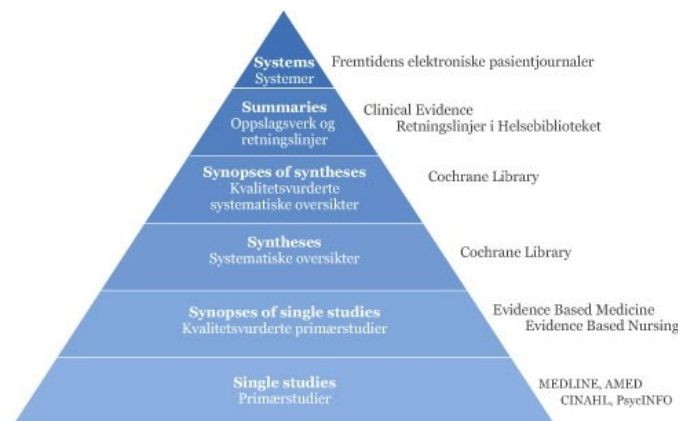 Systems
Systemer
Fremtidens elektroniske pasientjournaler
Summaries
Oppslagsverk og
retningslinjer
Clinical Evidence
Retningslinjer i Helsebiblioteket
Synopses of syntheses
Kvalitetsvurderte
systematiske oversikter
Cochrane Library
Syntheses
Systematiske oversikter
Cochrane Library
Synopses of single studies
Kvalitetsvurderte primærstudier
Evidence Based Medicine
Evidence Based Nursing
Single studies
Primærstudier
MEDLINE, AMED
CINAHL, PsycINFO